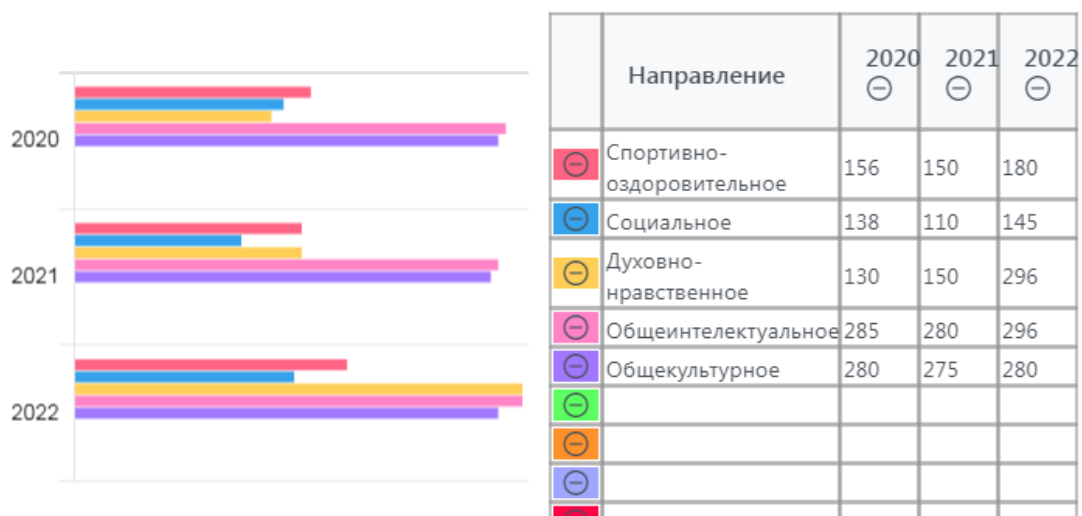 2020
2021
2022
Направление 2020 2021 2022
Спортивно-
оздоровительное 156 150 180
Социальное 138 110 145
Духовно-
нравственное 130 150 296
Общеинтелектуальное 285 280 296
Общекультурное 280 275 280